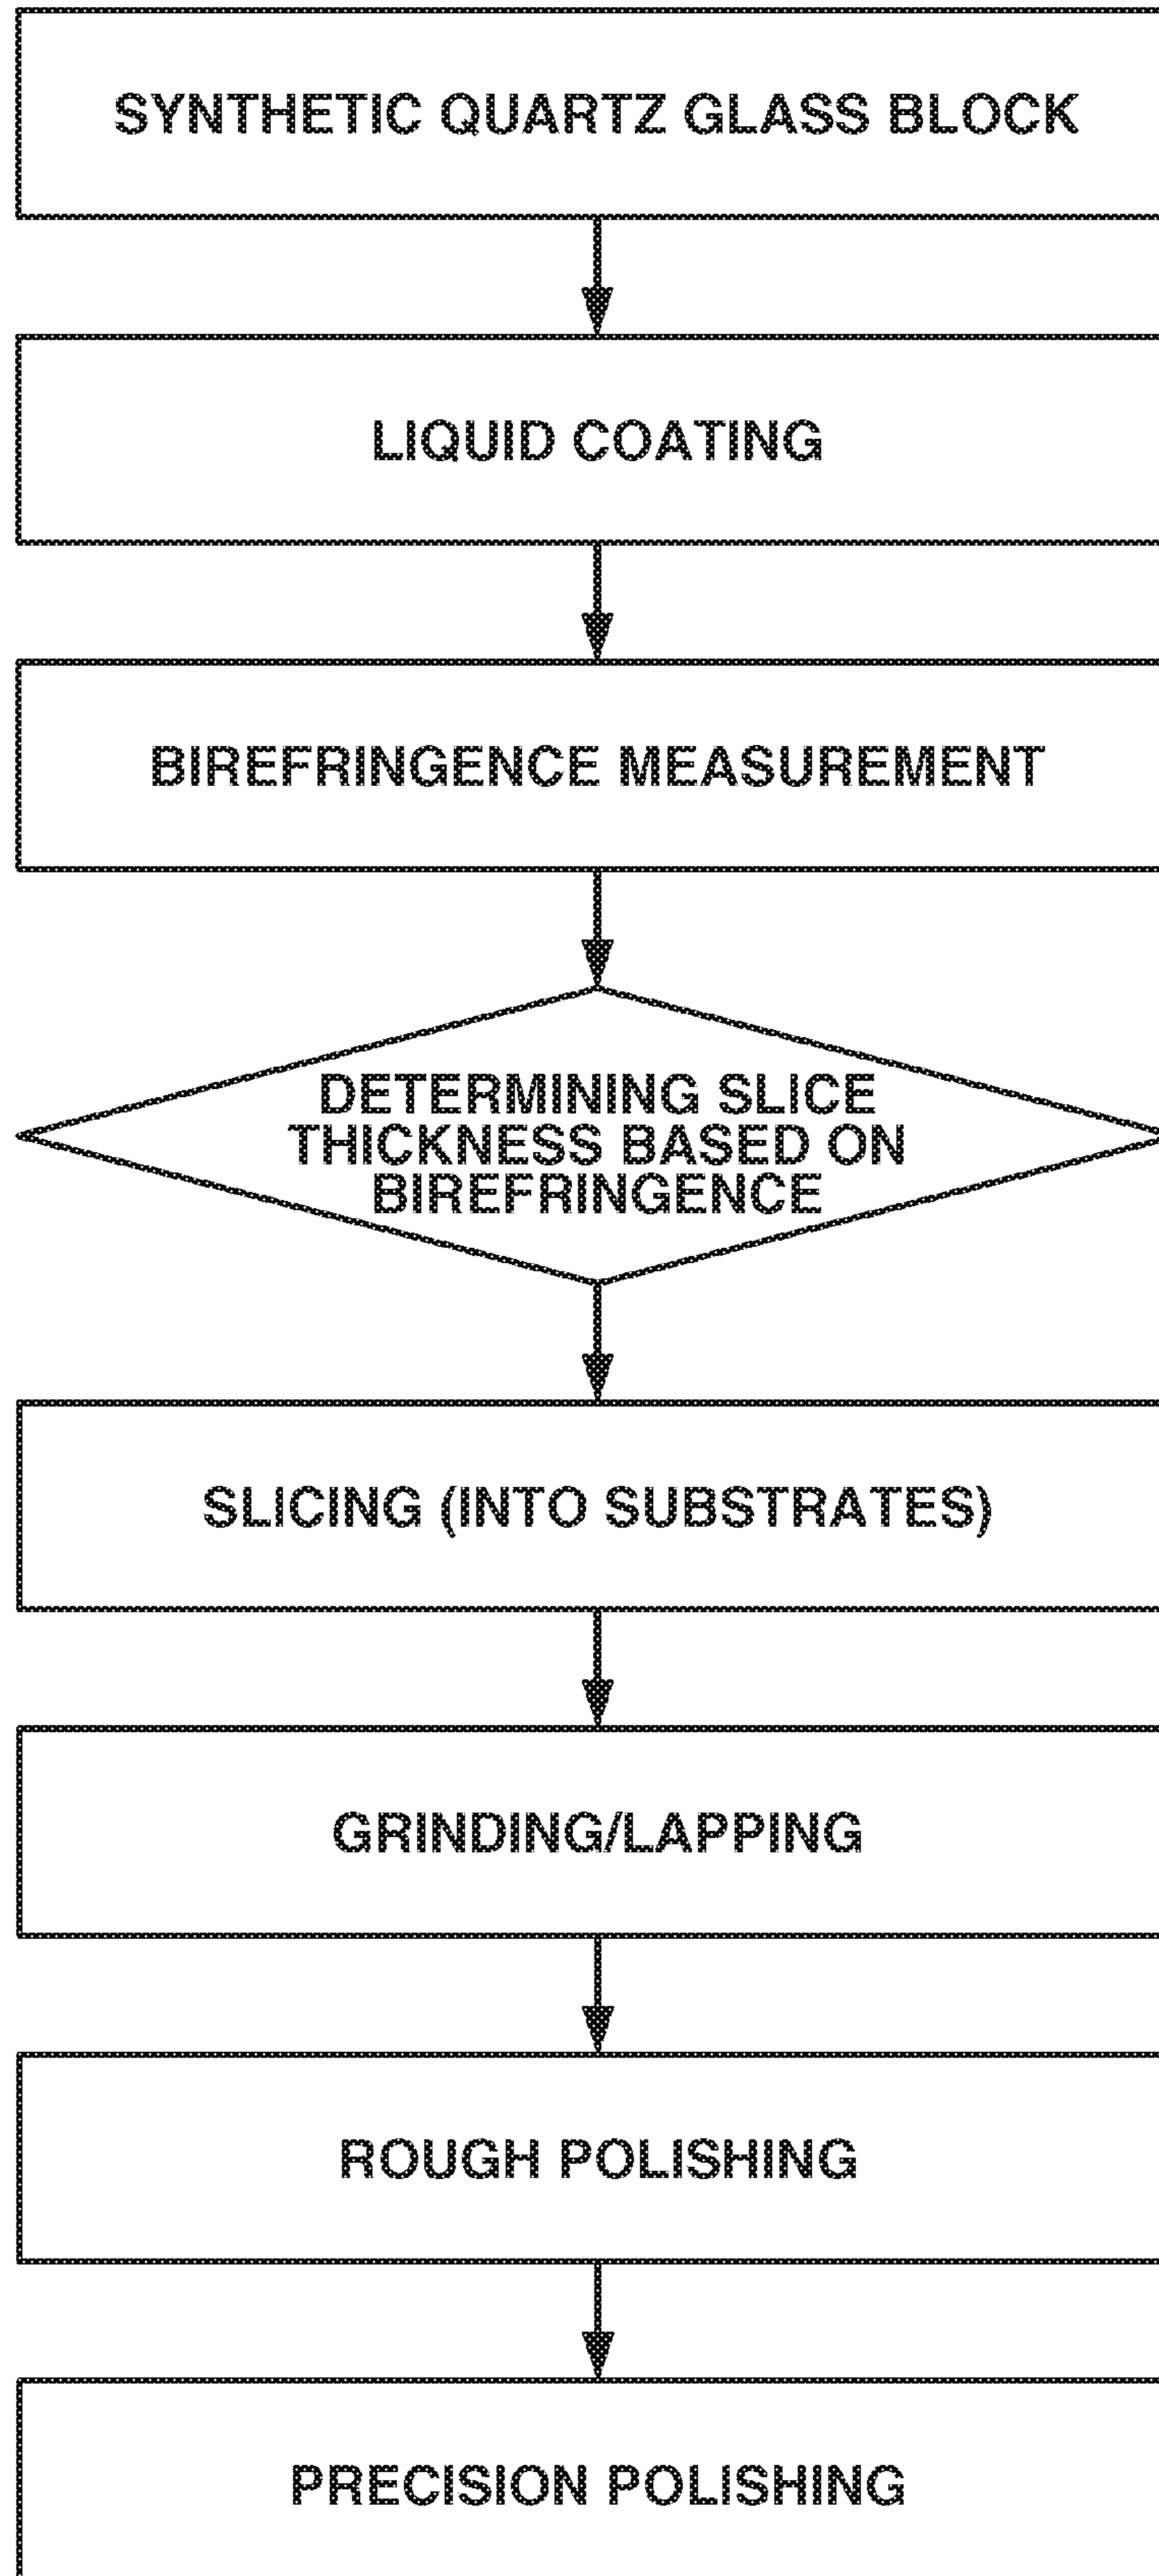 SYNTHETIC QUARTZ GLASS BLOCK
LIQUID COATING
BIREFRINGENCE MEASUREMENT
DETERMINING SLICE
THICKNESS BASED ON
BIREFRINGENCE
SLICING (INTO SUBSTRATES)
GRINDING/LAPPING
ROUGH POLISHING
PRECISION POLISHING